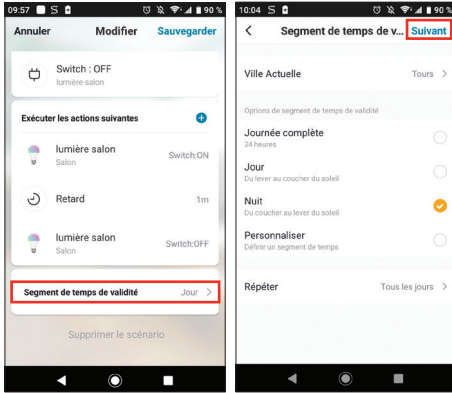 09:57 S 90 %
Annuler Modifier Sauvegarder
Switch : OFF
lumière salon
Exécuter les actions suivantes
lumière salon
Salon
Switch:ON
Retard 1m
lumière salon
Salon
Switch:OFF
Segment de temps de validité Jour >
Supprimer le scénario
10:04 S 90 %
< Segment de temps de v... Suivant
Ville Actuelle Tours >
Options de segment de temps de validité
Journée complète
24 heures
Jour
Du lever au coucher du soleil
Nuit
Du coucher au lever du soleil
Personnaliser
Définir un segment de temps
Répéter Tous les jours >